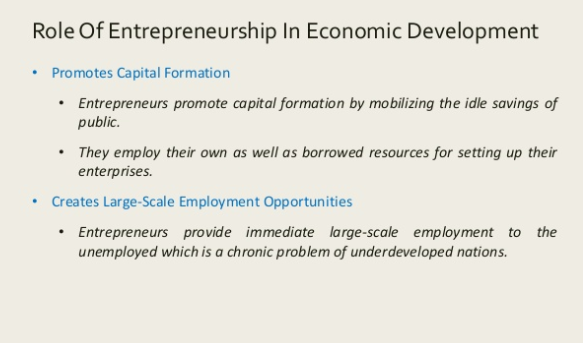 Role Of Entrepreneurship In Economic Development
• Promotes Capital Formation
• Entrepreneurs promote capital formation by mobilizing the idle savings of
public.
• They employ their own as well as borrowed resources for setting up their
enterprises.
• Creates Large-Scale Employment Opportunities
• Entrepreneurs provide immediate large-scale employment to the
unemployed which is a chronic problem of underdeveloped nations.